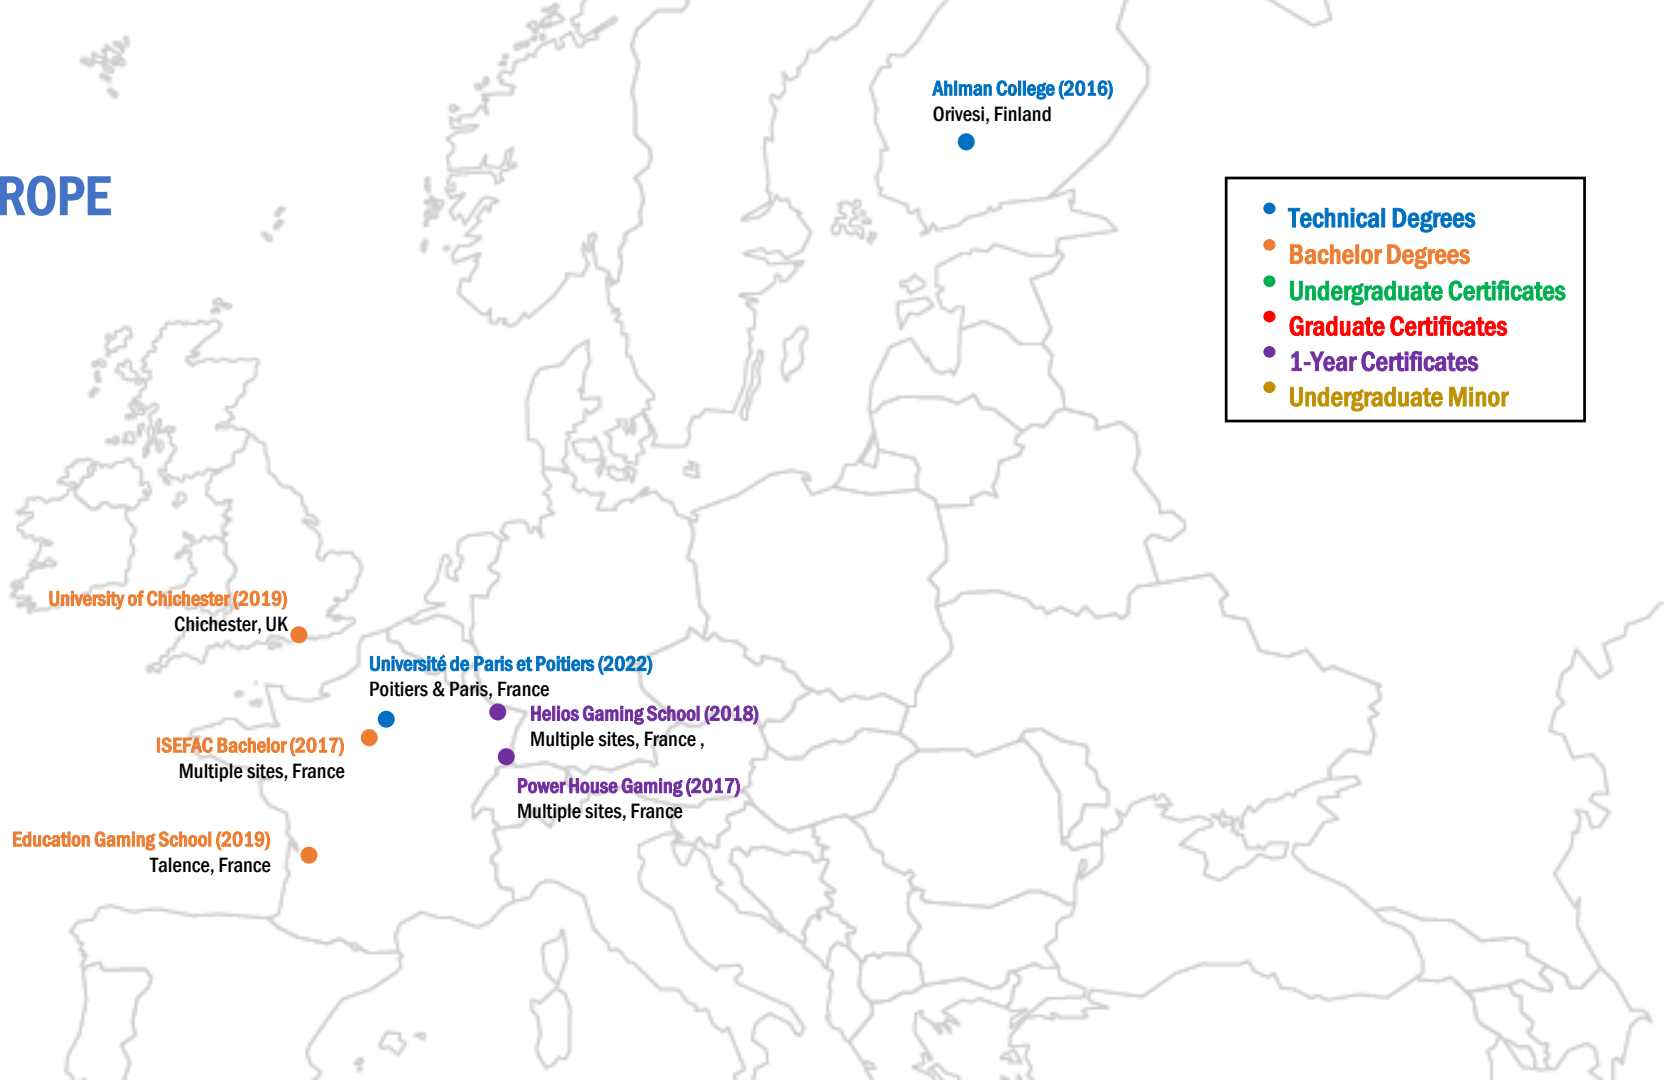 ROPE
Ahlman College (2016)
Orivesi, Finland
Technical Degrees
Bachelor Degrees
Undergraduate Certificates
Graduate Certificates
1-Year Certificates
Undergraduate Minor
University of Chichester (2019)
Chichester, UK
Université de Paris et Poitiers (2022)
Poitiers & Paris, France
Helios Gaming School (2018)
Multiple sites, France ,
ISEFAC Bachelor (2017)
Multiple sites, France
Power House Gaming (2017)
Multiple sites, France
Education Gaming School (2019)
Talence, France